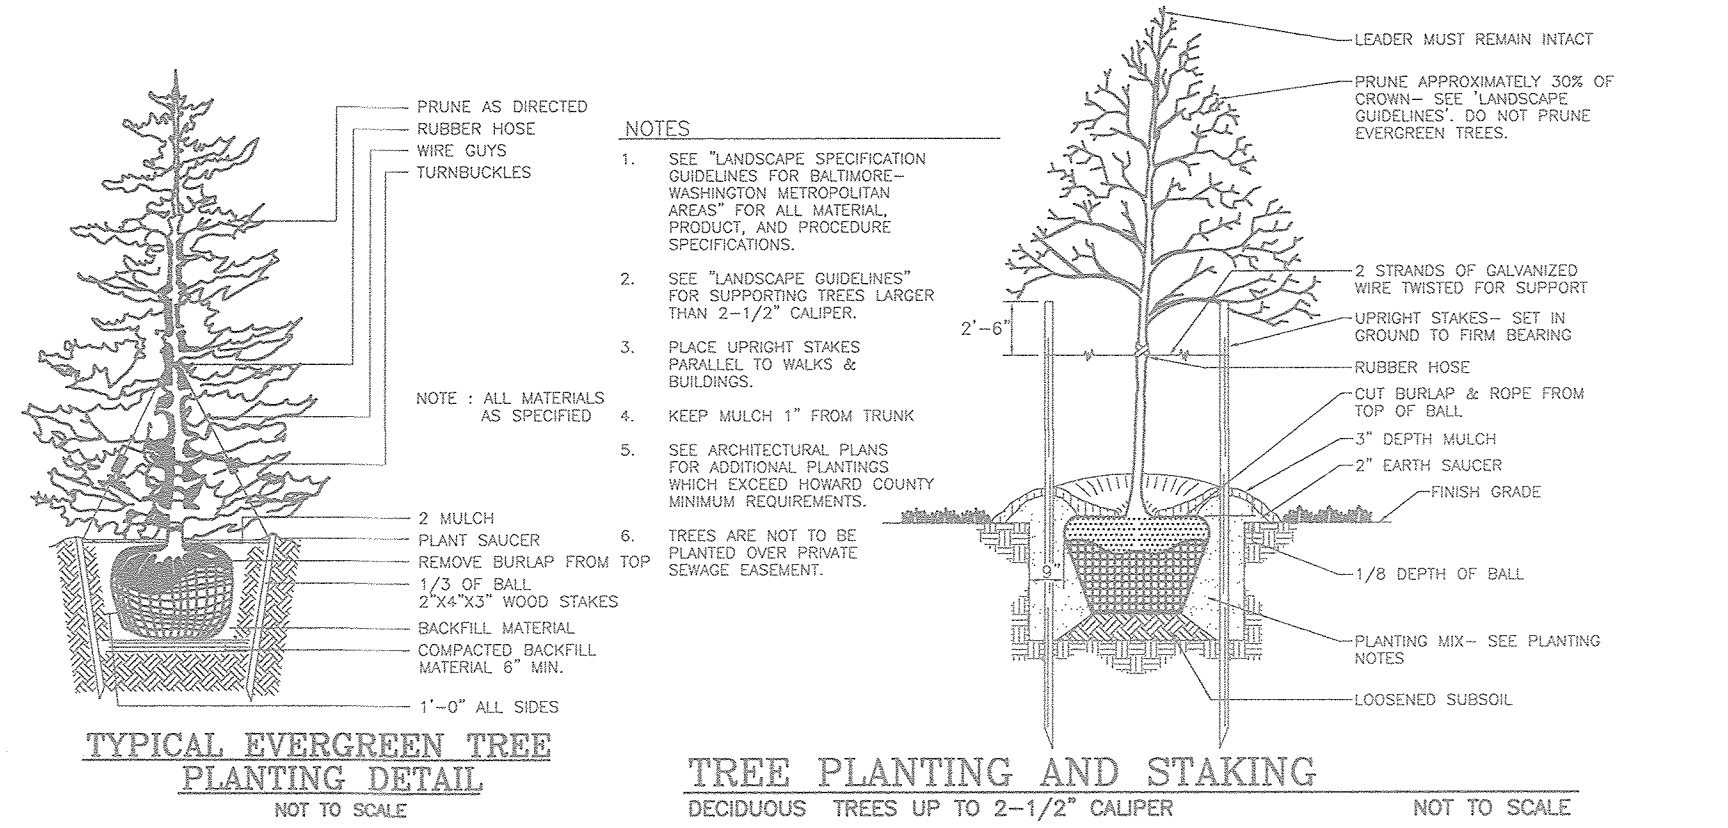 PRUNE AS DIRECTED
RUBBER HOSE
WIRE GUYS
TURNBUCKLES
NOTE : ALL MATERIALS
AS SPECIFIED
2 MULCH
PLANT SAUCER
REMOVE BURLAP FROM TOP
1/3 OF BALL
2"X4"X3" WOOD STAKES
BACKFILL MATERIAL
COMPACTED BACKFILL
MATERIAL 6" MIN.
1'-0" ALL SIDES
TYPICAL EVERGREEN TREE
PLANTING DETAIL
NOT TO SCALE
NOTES
1. SEE "LANDSCAPE SPECIFICATION
GUIDELINES FOR BALTIMORE-
WASHINGTON METROPOLITAN
AREAS" FOR ALL MATERIAL,
PRODUCT, AND PROCEDURE
SPECIFICATIONS.
2. SEE "LANDSCAPE GUIDELINES"
FOR SUPPORTING TREES LARGER
THAN 2-1/2" CALIPER.
3. PLACE UPRIGHT STAKES
PARALLEL TO WALKS &
BUILDINGS.
4. KEEP MULCH 1" FROM TRUNK
5. SEE ARCHITECTURAL PLANS
FOR ADDITIONAL PLANTINGS
WHICH EXCEED HOWARD COUNTY
MINIMUM REQUIREMENTS.
6. TREES ARE NOT TO BE
PLANTED OVER PRIVATE
SEWAGE EASEMENT.
LEADER MUST REMAIN INTACT
PRUNE APPROXIMATELY 30% OF
CROWN- SEE 'LANDSCAPE
GUIDELINES'. DO NOT PRUNE
EVERGREEN TREES.
2 STRANDS OF GALVANIZED
WIRE TWISTED FOR SUPPORT
2'-6"
UPRIGHT STAKES- SET IN
GROUND TO FIRM BEARING
RUBBER HOSE
CUT BURLAP & ROPE FROM
TOP OF BALL
3" DEPTH MULCH
2" EARTH SAUCER
FINISH GRADE
9"
1/8 DEPTH OF BALL
PLANTING MIX- SEE PLANTING
NOTES
LOOSENED SUBSOIL
TREE PLANTING AND STAKING
DECIDUOUS TREES UP TO 2-1/2" CALIPER NOT TO SCALE